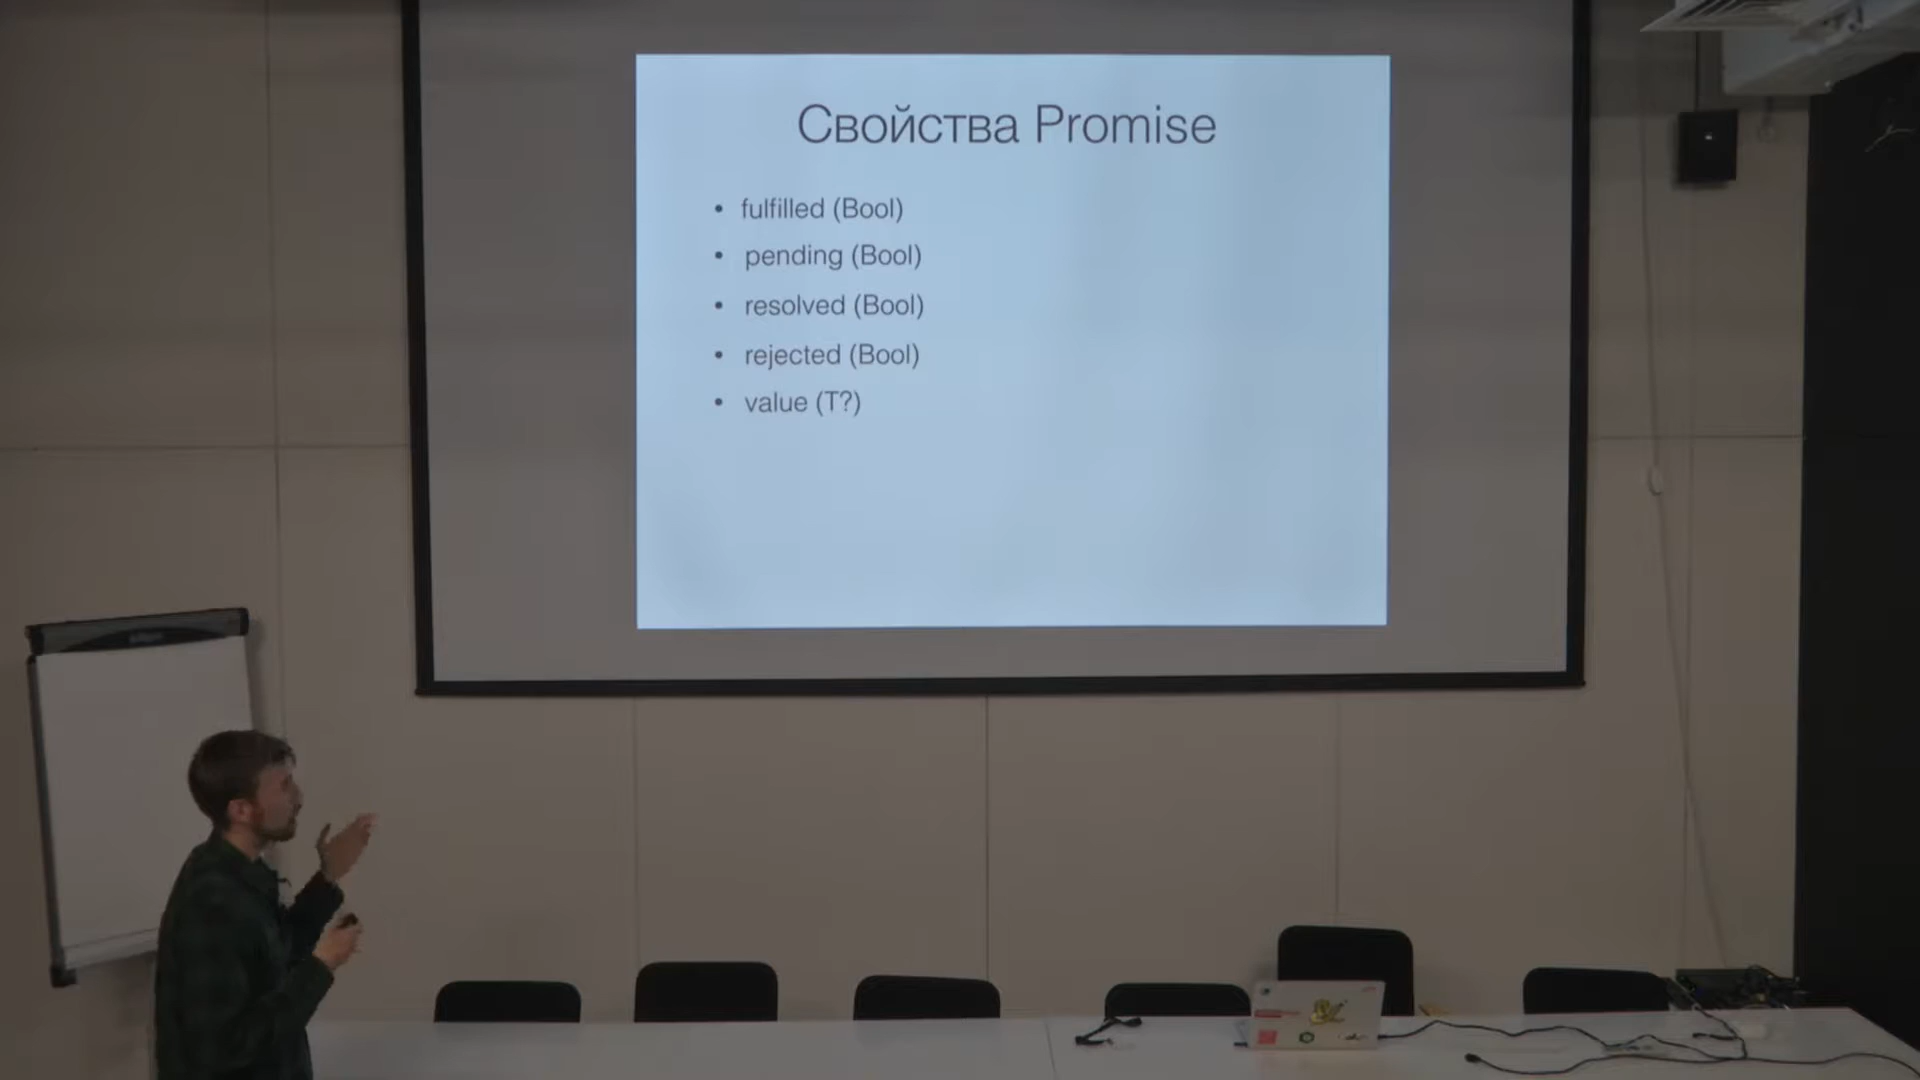 Свойства Promise
• fulfilled (Bool)
• pending (Bool)
• resolved (Bool)
• rejected (Bool)
• value (T?)